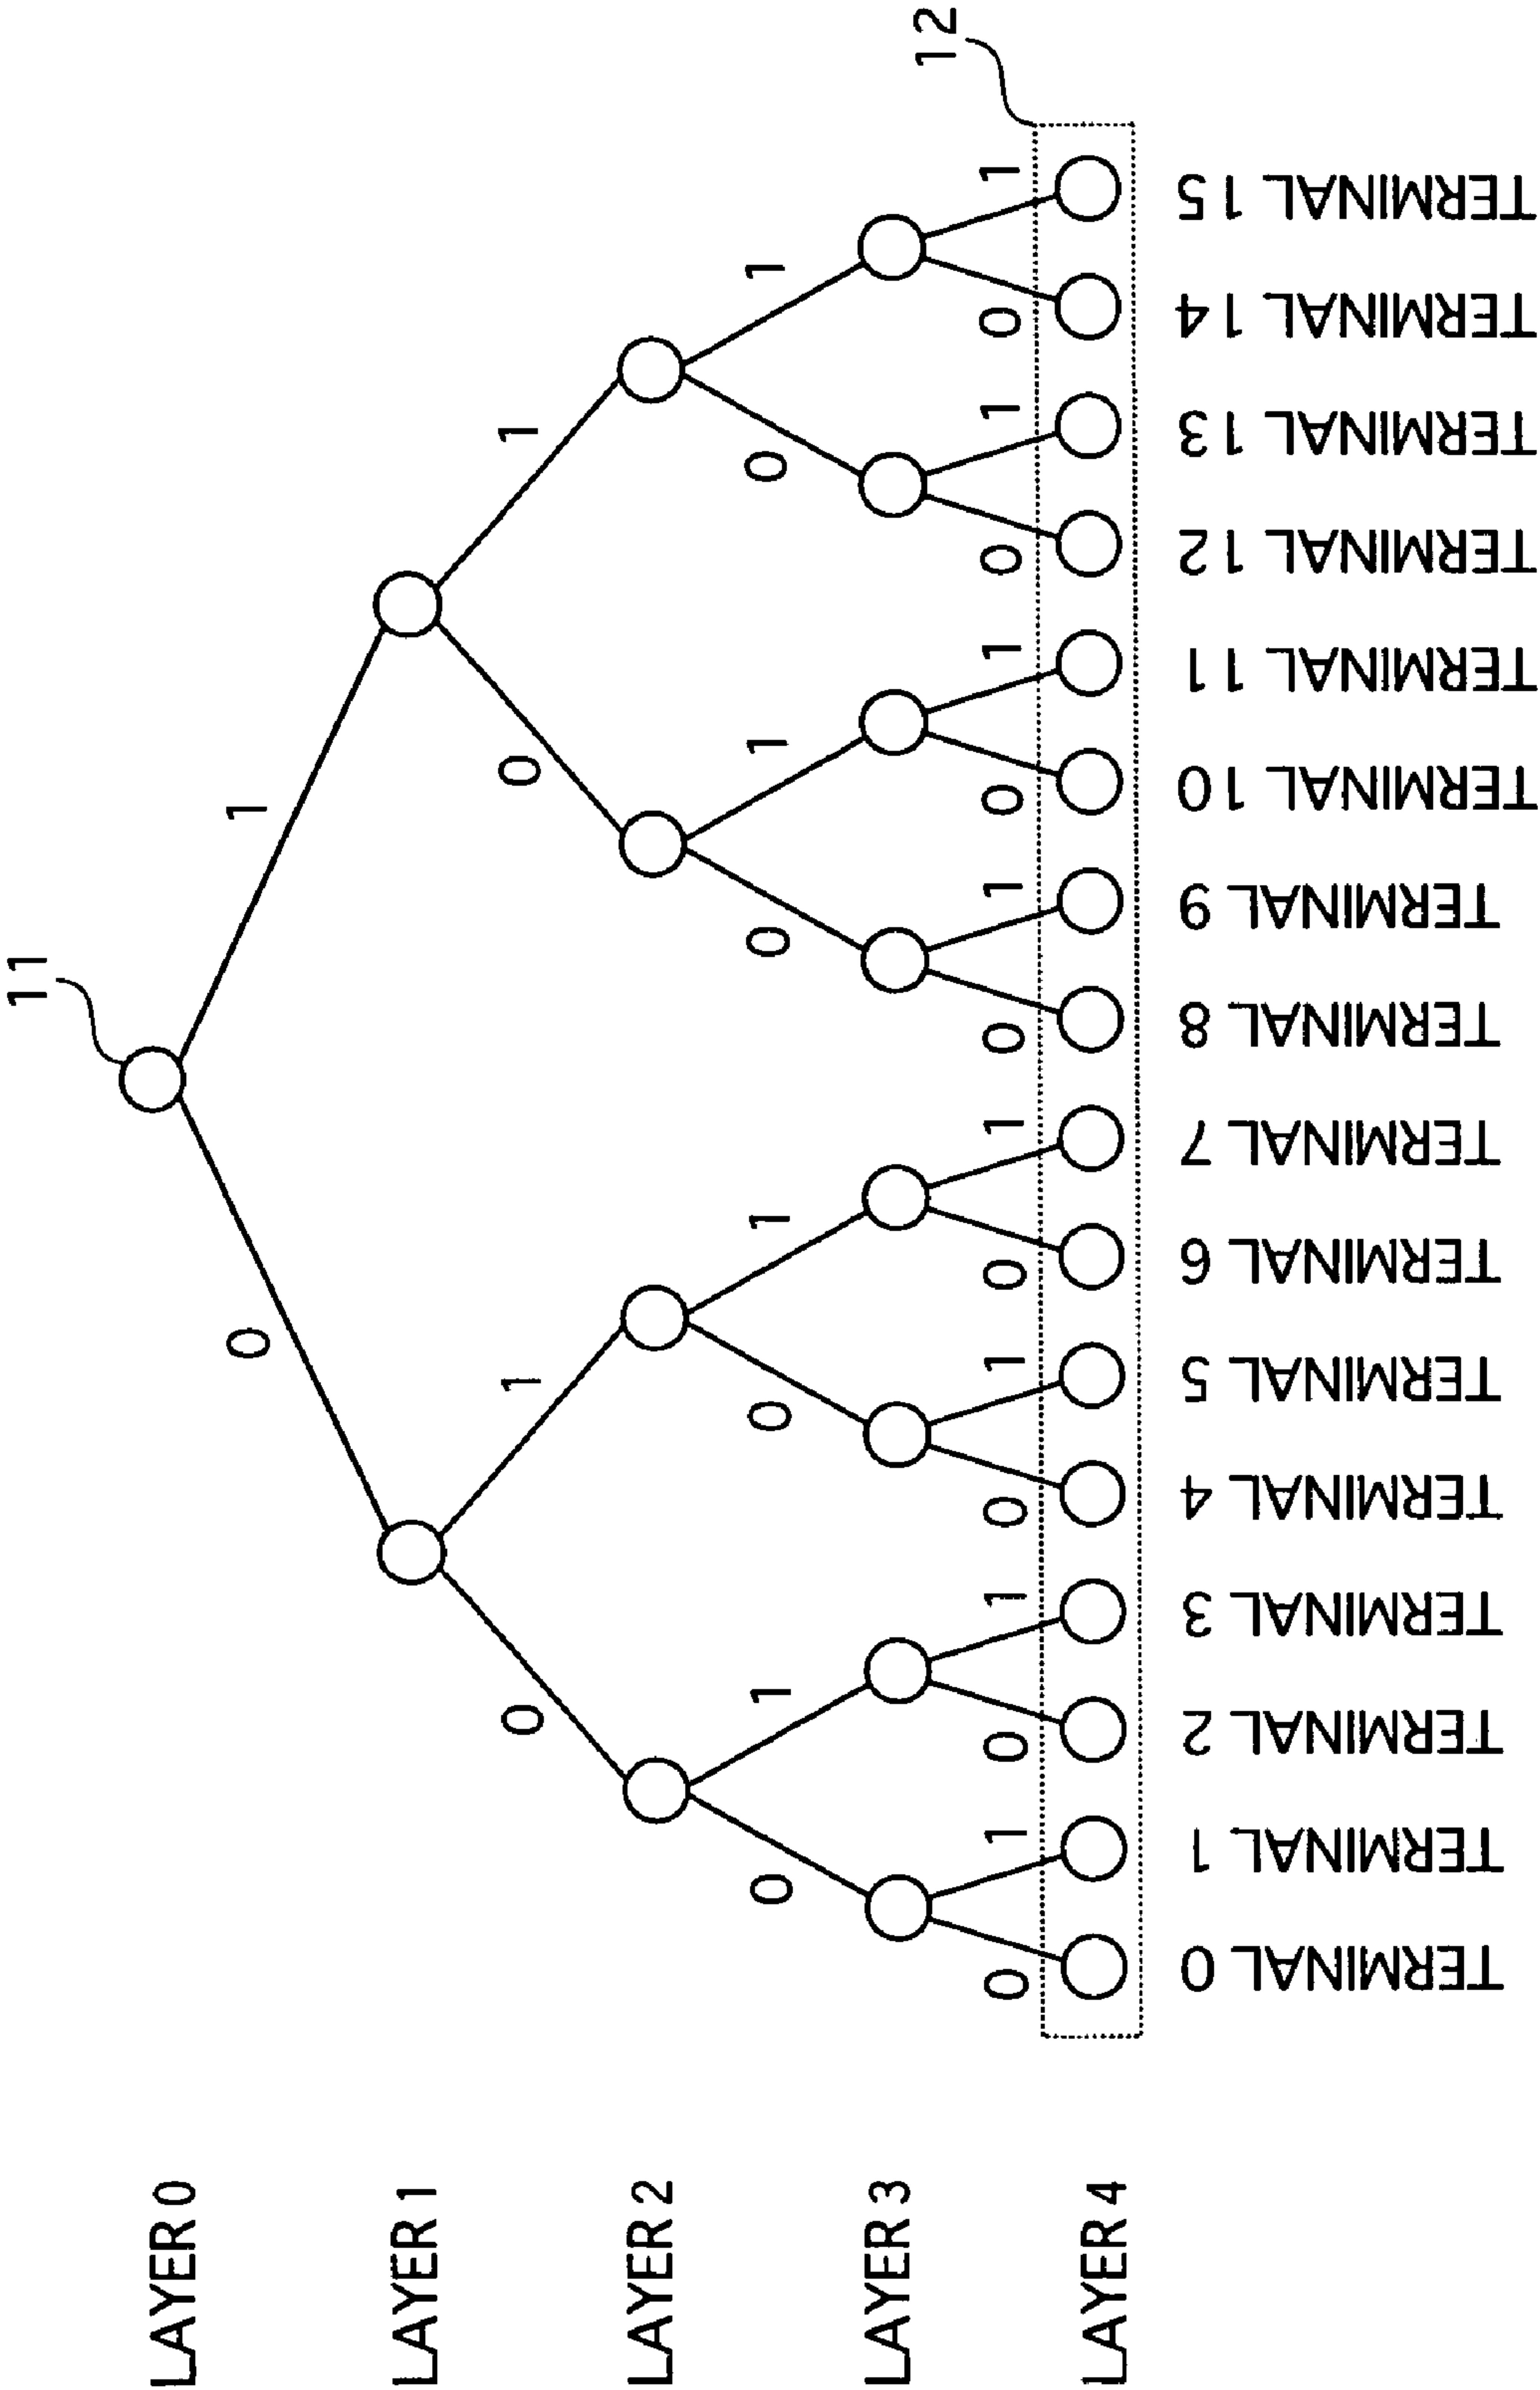 11
12
LAYER 0
0
1
LAYER 1
0
1
0
1
LAYER 2
0
1
0
1
0
1
0
1
LAYER 3
0
1
0
1
0
1
0
1
0
1
0
1
0
1
0
1
LAYER 4
TERMINAL 0
TERMINAL 1
TERMINAL 2
TERMINAL 3
TERMINAL 4
TERMINAL 5
TERMINAL 6
TERMINAL 7
TERMINAL 8
TERMINAL 9
TERMINAL 10
TERMINAL 11
TERMINAL 12
TERMINAL 13
TERMINAL 14
TERMINAL 15